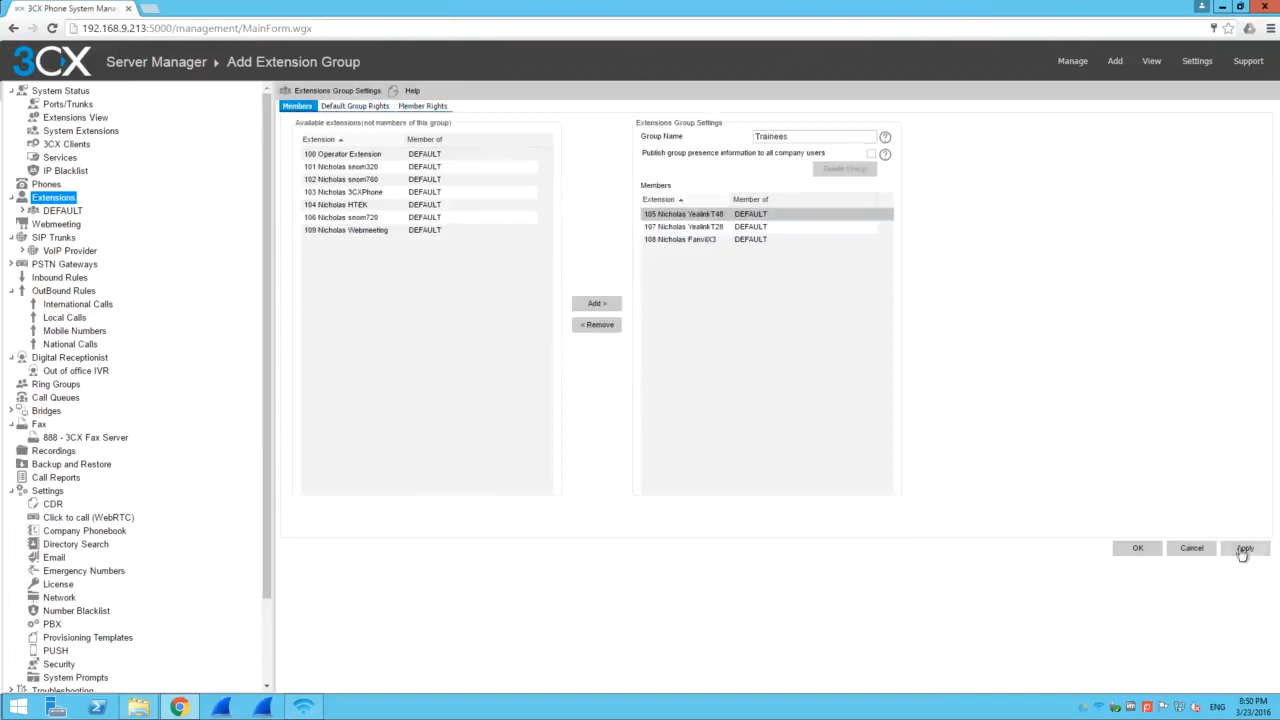 3CX Phone System Mana
192.168.9.213:5000/management/MainForm.wgx
3CX Server Manager ▸ Add Extension Group
Manage Add View Settings Support
System Status
Ports/Trunks
Extensions View
System Extensions
3CX Clients
Services
IP Blacklist
Phones
Extensions
DEFAULT
Webmeeting
SIP Trunks
VoIP Provider
PSTN Gateways
Inbound Rules
OutBound Rules
International Calls
Local Calls
Mobile Numbers
National Calls
Digital Receptionist
Out of office IVR
Ring Groups
Call Queues
Bridges
Fax
888 - 3CX Fax Server
Recordings
Backup and Restore
Call Reports
Settings
CDR
Click to call (WebRTC)
Company Phonebook
Directory Search
Email
Emergency Numbers
License
Network
Number Blacklist
PBX
Provisioning Templates
PUSH
Security
System Prompts
Troubleshooting
Extensions Group Settings Help
Members Default Group Rights Member Rights
Available extensions(not members of this group)
Extension Member of
100 Operator Extension DEFAULT
101 Nicholas snom320 DEFAULT
102 Nicholas snom760 DEFAULT
103 Nicholas 3CXPhone DEFAULT
104 Nicholas HTEK DEFAULT
106 Nicholas snom720 DEFAULT
109 Nicholas Webmeeting DEFAULT
Add >
< Remove
Extensions Group Settings
Group Name Trainees
Publish group presence information to all company users
Delete Group
Members
Extension Member of
105 Nicholas YealinkT46 DEFAULT
107 Nicholas YealinkT26 DEFAULT
108 Nicholas FanvilX3 DEFAULT
OK Cancel Apply
ENG
8:50 PM
3/23/2016